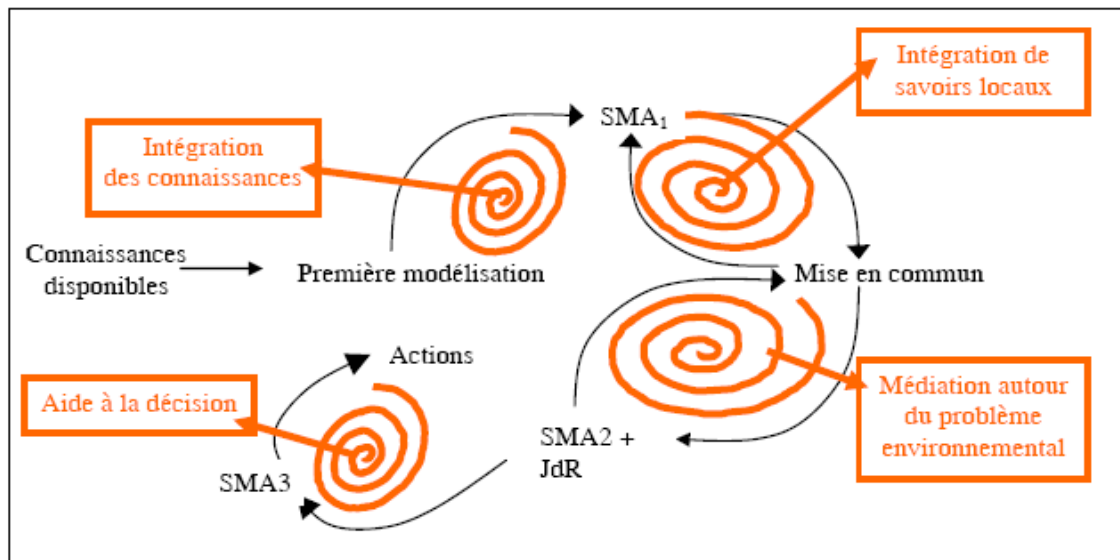 Intégration de
savoirs locaux
SMA₁
Intégration
des connaissances
Connaissances
disponibles
Première modélisation
Mise en commun
Actions
Aide à la décision
SMA2 +
JdR
Médiation autour
du problème
environnemental
SMA3